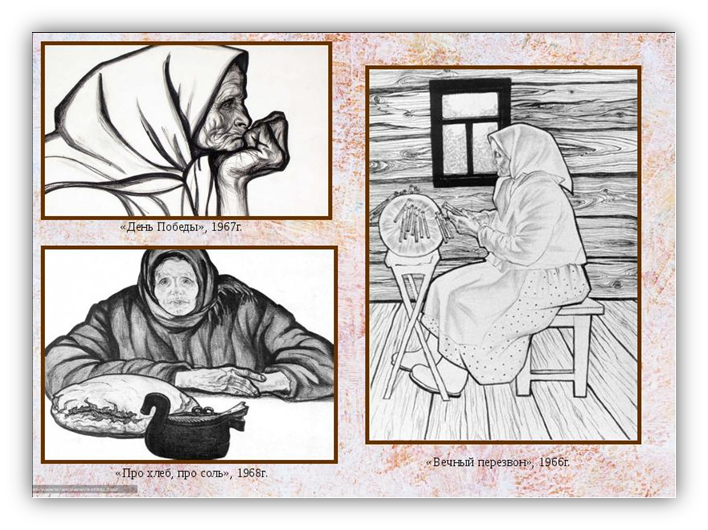 «День Победы», 1967г.
«Про хлеб, про соль», 1968г.
«Вечный перезвон», 1966г.